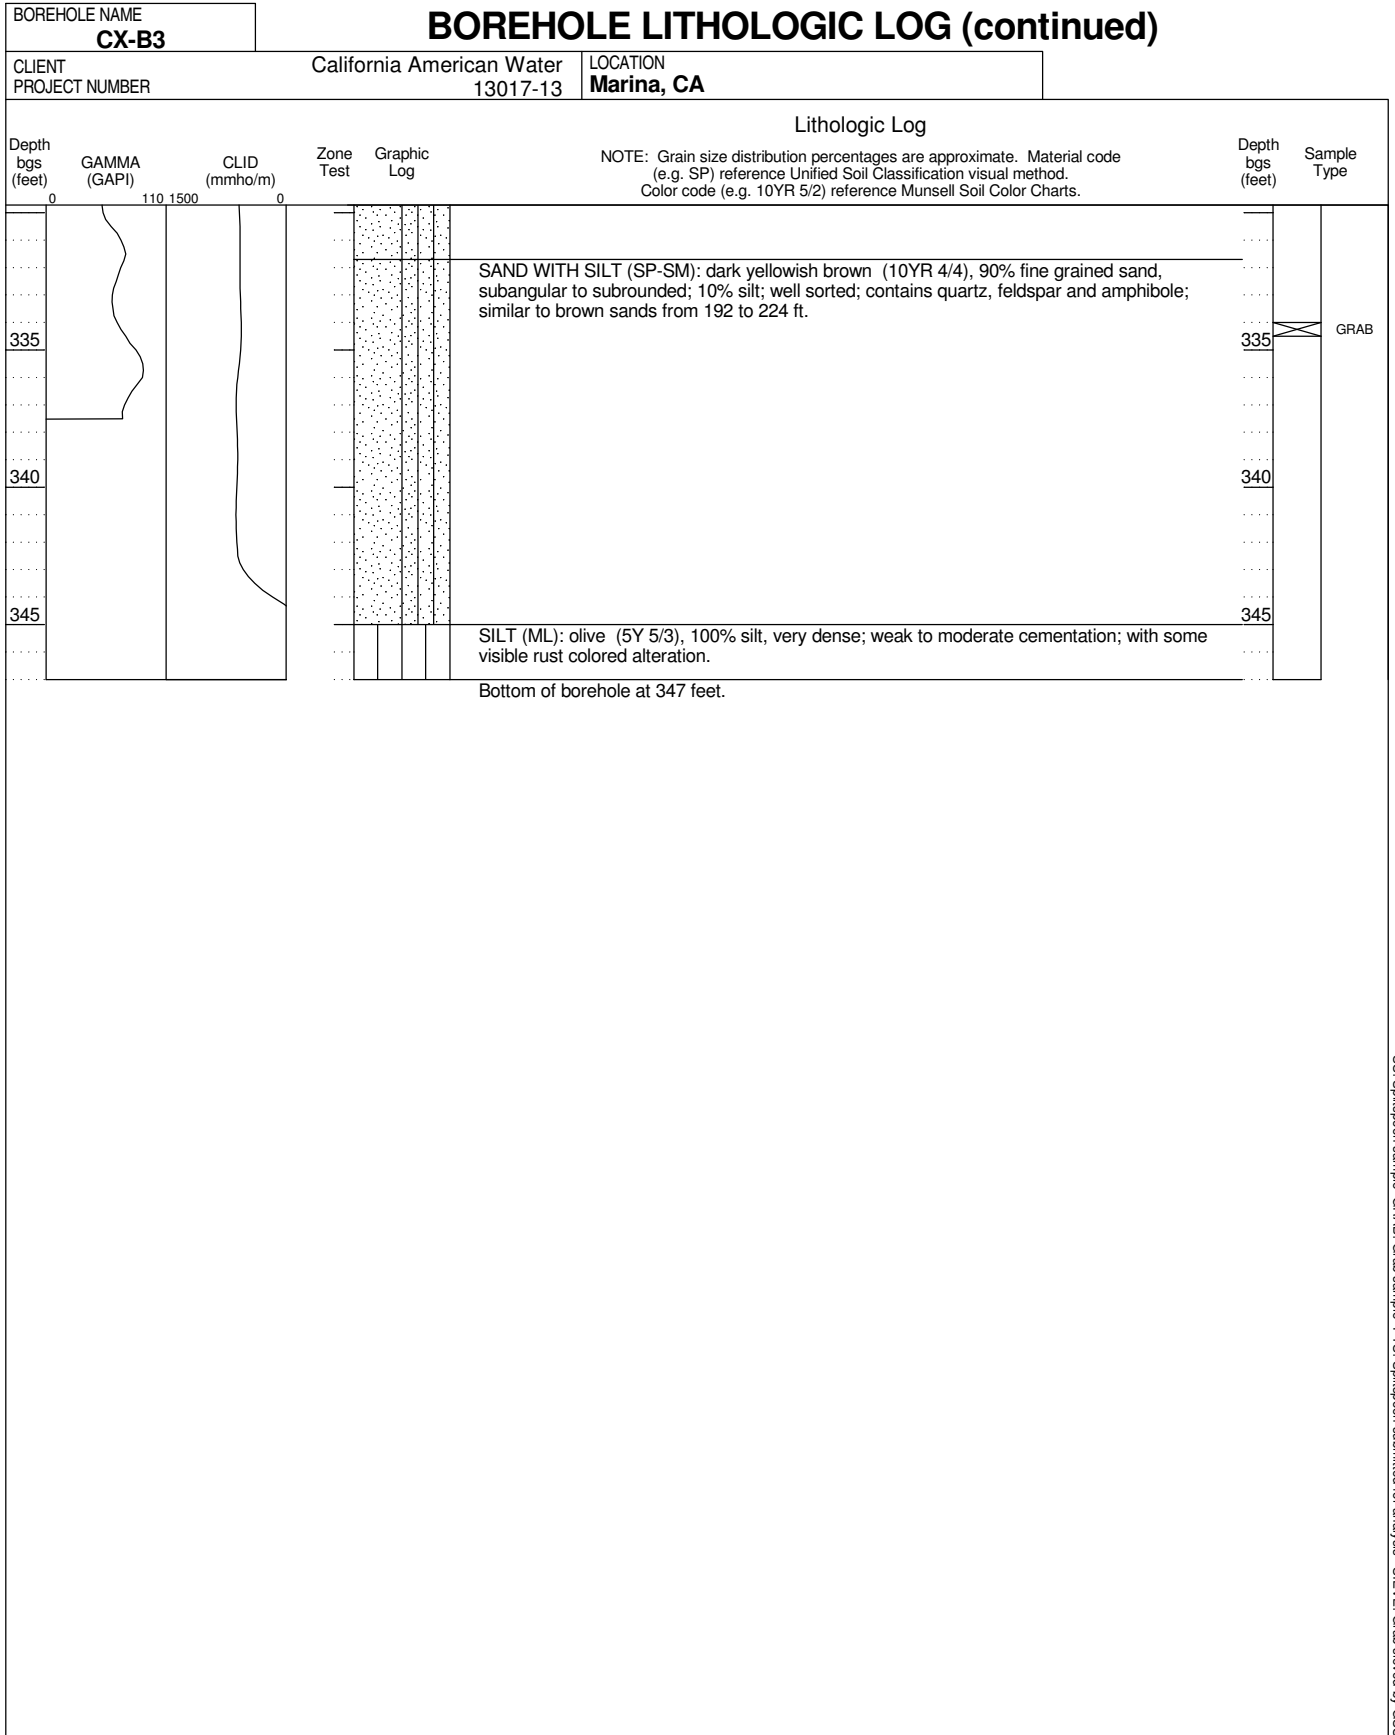 BOREHOLE NAME
CX-B3
BOREHOLE LITHOLOGIC LOG (continued)
CLIENT
California American Water
PROJECT NUMBER
13017-13
LOCATION
Marina, CA
Lithologic Log
Depth
bgs
(feet)
GAMMA
(GAPI)
CLID
(mmho/m)
Zone
Test
Graphic
Log
NOTE: Grain size distribution percentages are approximate. Material code
(e.g. SP) reference Unified Soil Classification visual method.
Color code (e.g. 10YR 5/2) reference Munsell Soil Color Charts.
Depth
bgs
(feet)
Sample
Type
0 110 1500 0
SAND WITH SILT (SP-SM): dark yellowish brown (10YR 4/4), 90% fine grained sand,
subangular to subrounded; 10% silt; well sorted; contains quartz, feldspar and amphibole;
similar to brown sands from 192 to 224 ft.
335 335 GRAB
340 340
345 345
SILT (ML): olive (5Y 5/3), 100% silt, very dense; weak to moderate cementation; with some
visible rust colored alteration.
Bottom of borehole at 347 feet.